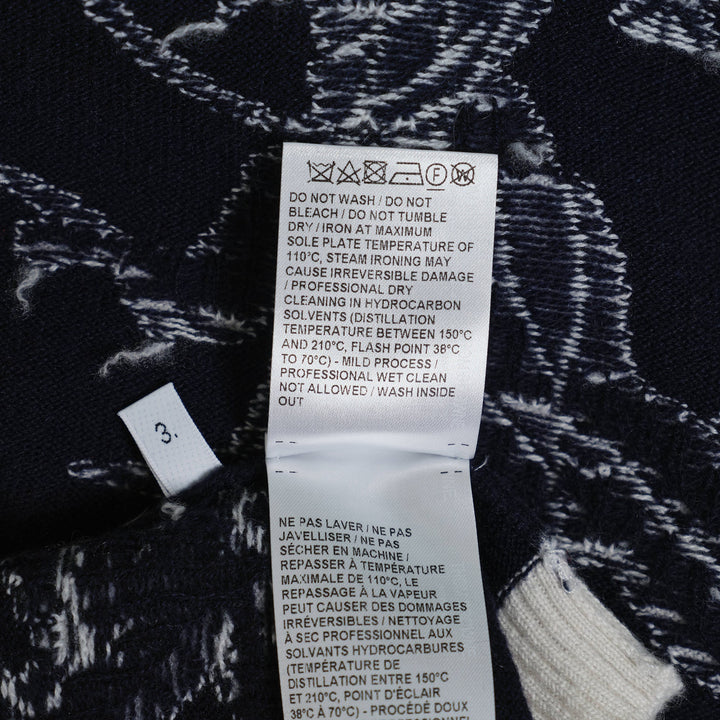 F W
DO NOT WASH / DO NOT
BLEACH / DO NOT TUMBLE
DRY / IRON AT MAXIMUM
SOLE PLATE TEMPERATURE OF
110°C, STEAM IRONING MAY
CAUSE IRREVERSIBLE DAMAGE
/ PROFESSIONAL DRY
CLEANING IN HYDROCARBON
SOLVENTS (DISTILLATION
TEMPERATURE BETWEEN 150°C
AND 210°C, FLASH POINT 38°C
TO 70°C) - MILD PROCESS /
PROFESSIONAL WET CLEAN
NOT ALLOWED / WASH INSIDE
OUT
3.
NE PAS LAVER / NE PAS
JAVELLISER / NE PAS
SÉCHER EN MACHINE /
REPASSER À TEMPÉRATURE
MAXIMALE DE 110°C, LE
REPASSAGE À LA VAPEUR
PEUT CAUSER DES DOMMAGES
IRRÉVERSIBLES / NETTOYAGE
À SEC PROFESSIONNEL AUX
SOLVANTS HYDROCARBURES
(TEMPÉRATURE DE
DISTILLATION ENTRE 150°C
ET 210°C, POINT D'ÉCLAIR
38°C À 70°C) - PROCÉDÉ DOUX